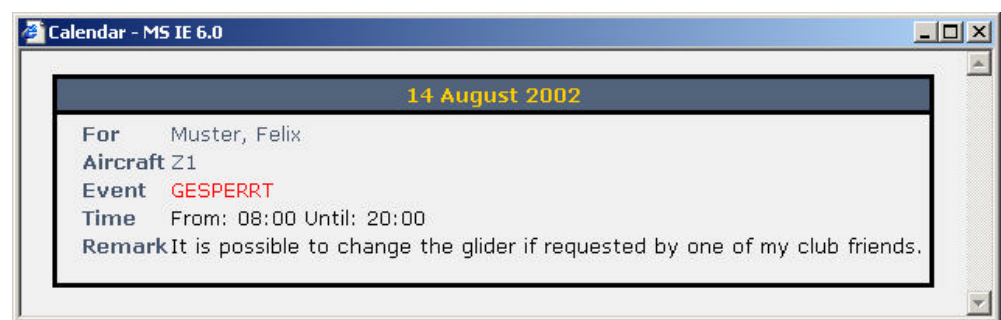 Calendar - MS IE 6.0
14 August 2002
For Muster, Felix
Aircraft Z1
Event GESPERRT
Time From: 08:00 Until: 20:00
Remark It is possible to change the glider if requested by one of my club friends.